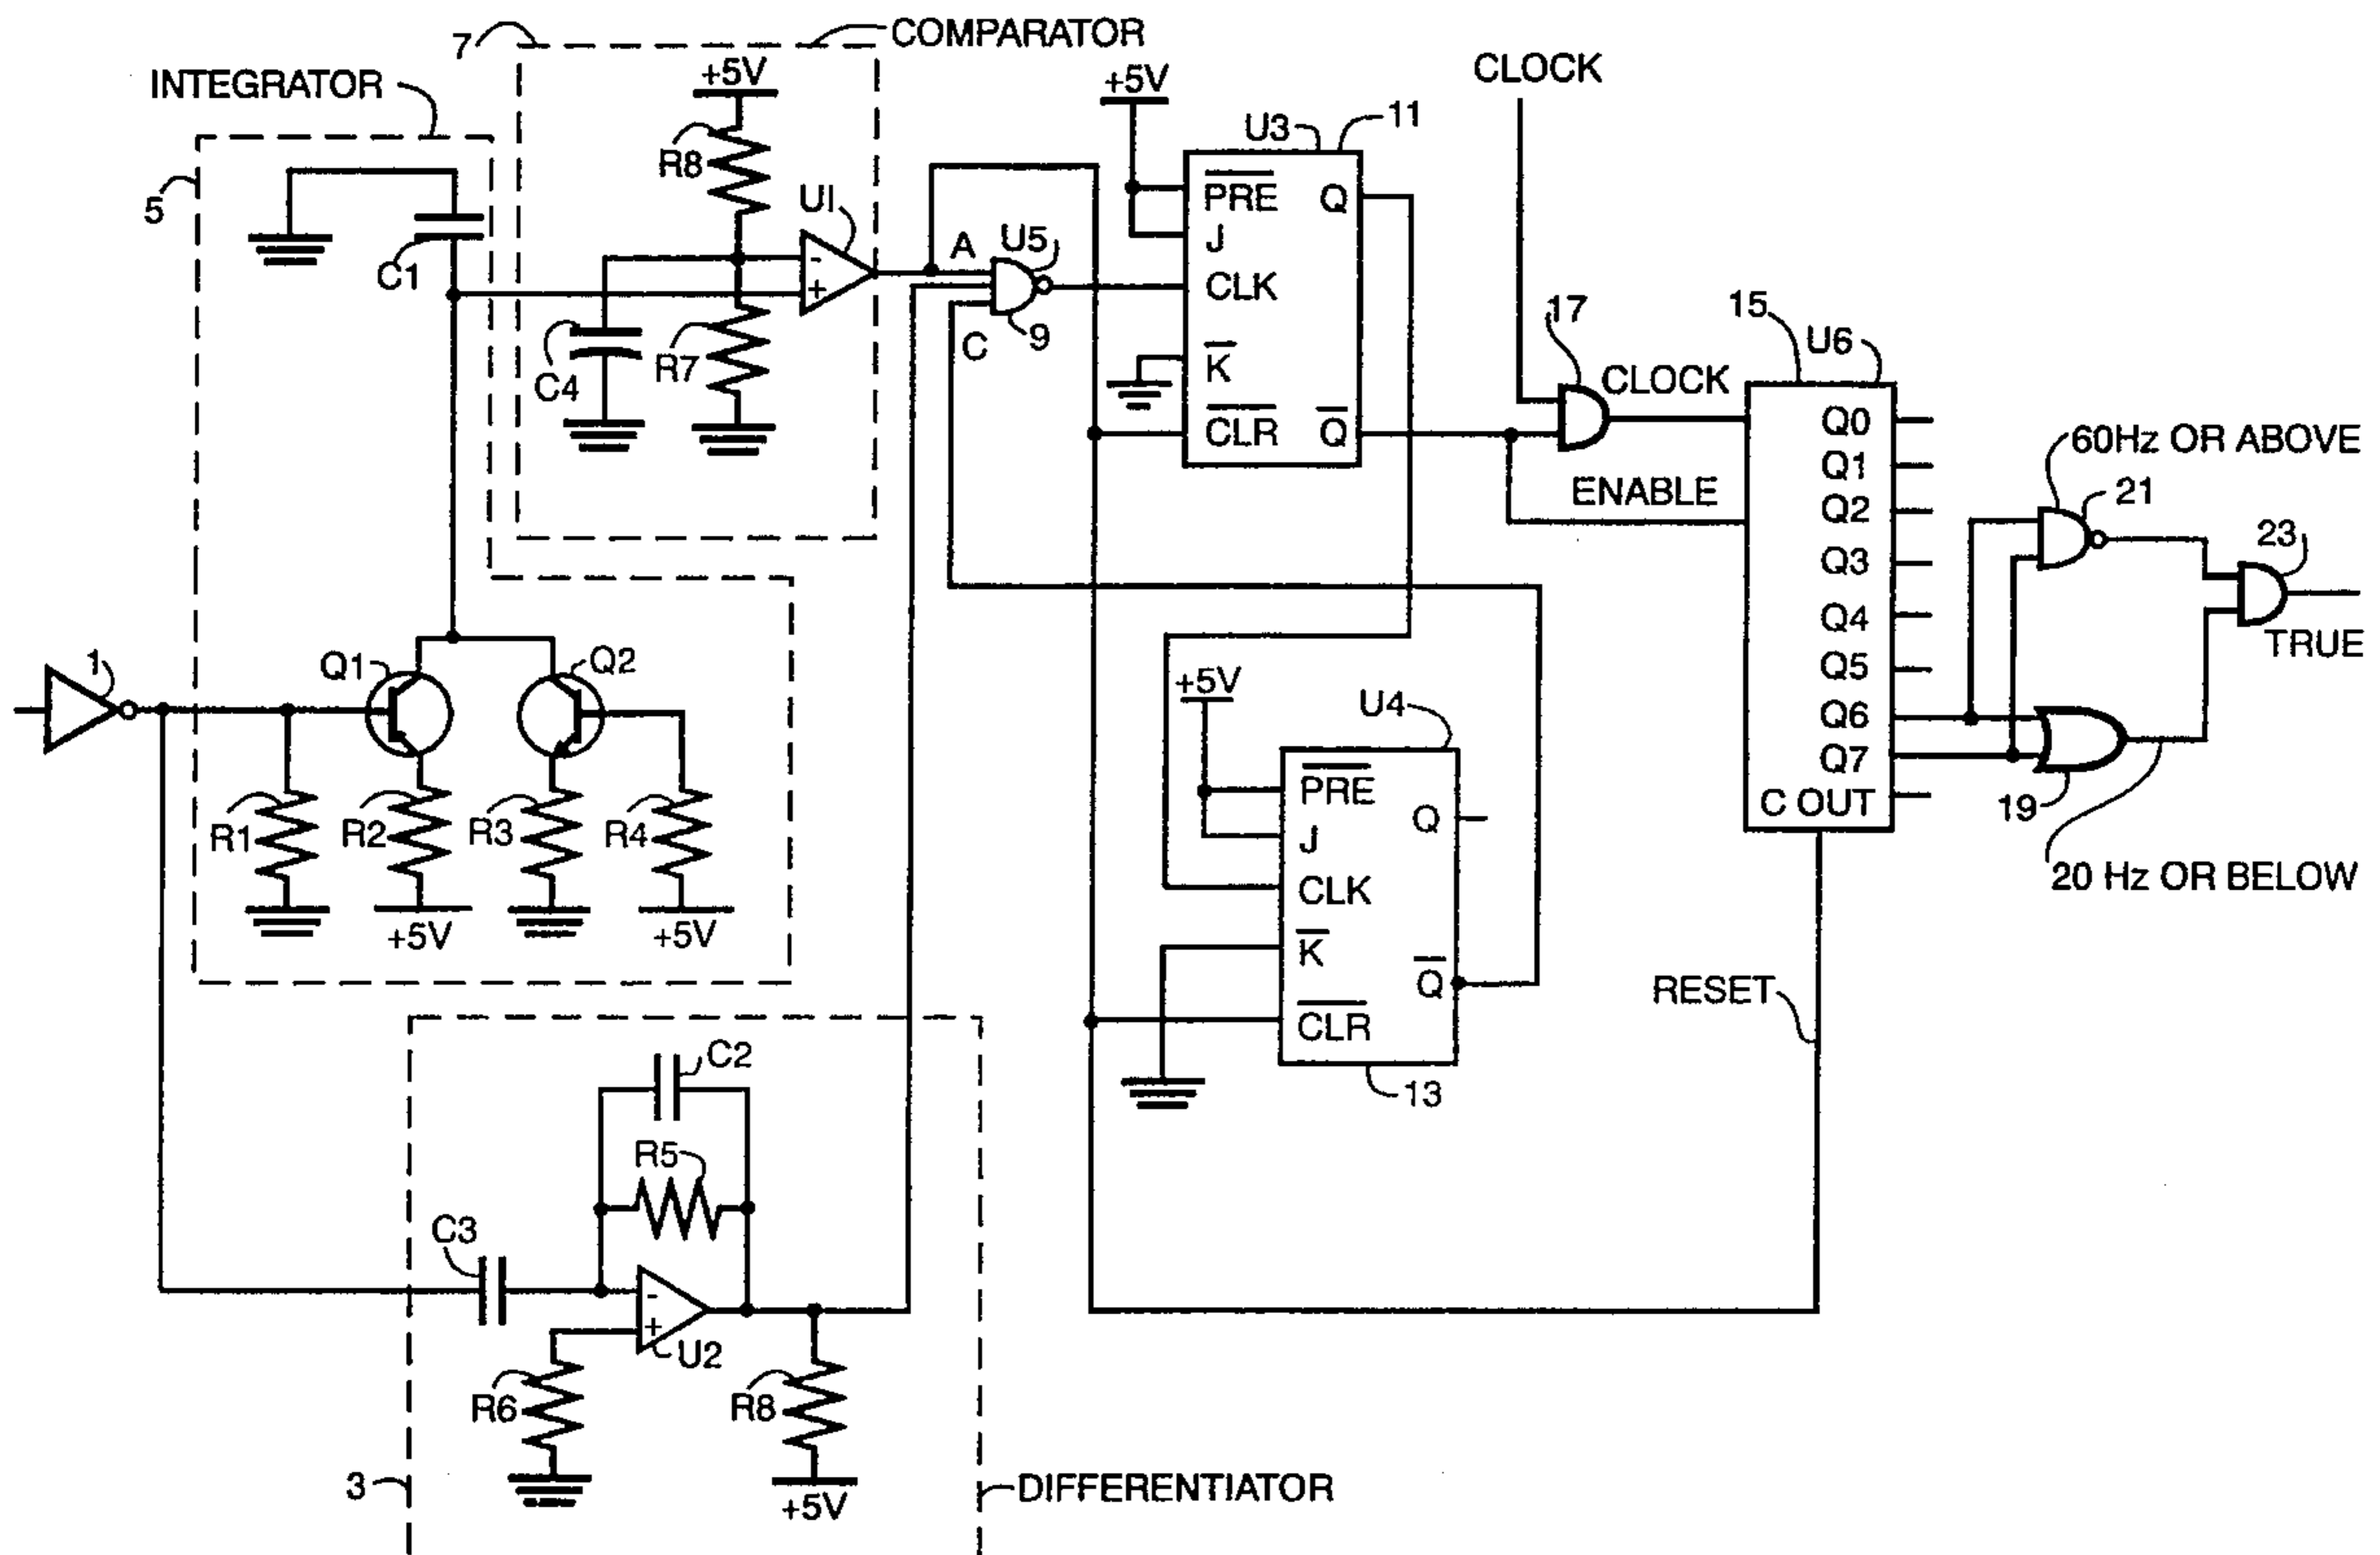 7
COMPARATOR
INTEGRATOR
+5V
R8
5
C1
UI
-
+
C4
R7
A
U5
C
9
+5V
U3
11
PRE
J
CLK
K
CLR
Q
Q
CLOCK
17
CLOCK
ENABLE
15
U6
Q0
Q1
Q2
Q3
Q4
Q5
Q6
Q7
C OUT
60Hz OR ABOVE
21
23
TRUE
19
20 Hz OR BELOW
RESET
1
Q1
Q2
R1
R2
R3
R4
+5V
+5V
+5V
U4
PRE
J
CLK
K
CLR
Q
Q
13
C2
R5
C3
-
+
U2
R6
R8
+5V
3
DIFFERENTIATOR